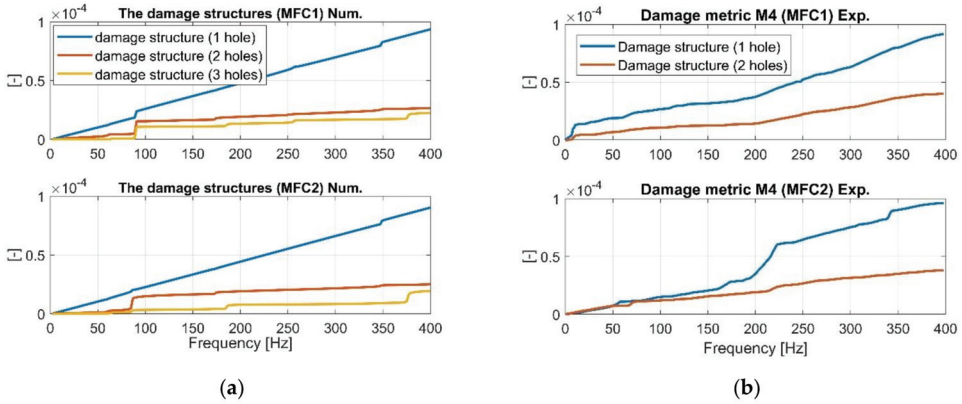 The damage structures (MFC1) Num.
×10⁻⁴
1
0.5
0
[-]
damage structure (1 hole)
damage structure (2 holes)
damage structure (3 holes)
0 50 100 150 200 250 300 350 400
Frequency [Hz]
The damage structures (MFC2) Num.
×10⁻⁴
1
0.5
0
[-]
0 50 100 150 200 250 300 350 400
Frequency [Hz]
(a)
Damage metric M4 (MFC1) Exp.
×10⁻⁴
1
0.5
0
[-]
Damage structure (1 hole)
Damage structure (2 holes)
0 50 100 150 200 250 300 350 400
Damage metric M4 (MFC2) Exp.
×10⁻⁴
1
0.5
0
[-]
0 50 100 150 200 250 300 350 400
Frequency [Hz]
(b)